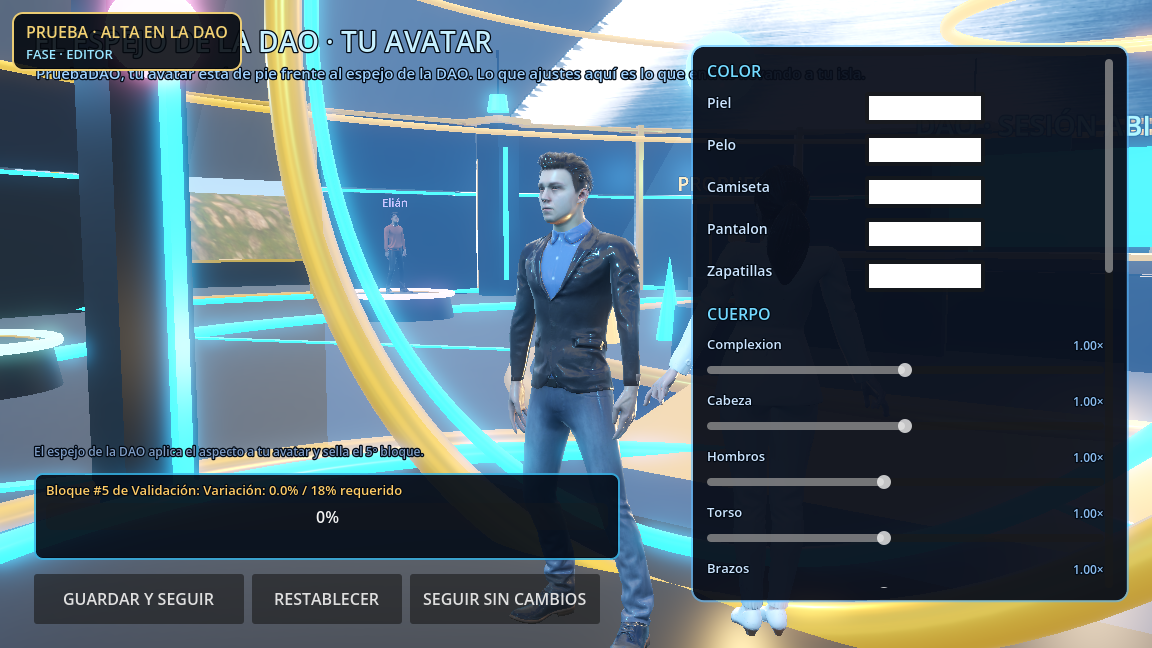 PRUEBA · ALTA EN LA DAO
FASE · EDITOR
EL ESPEJO DE LA DAO · TU AVATAR
PruebaDAO, tu avatar está de pie frente al espejo de la DAO. Lo que ajustes aquí es lo que
a tu isla.
Elián
COLOR
Piel
Pelo
Camiseta
Pantalon
Zapatillas
CUERPO
Complexion 1.00×
Cabeza 1.00×
Hombros 1.00×
Torso 1.00×
Brazos 1.00×
DAO · SESIÓN
El espejo de la DAO aplica el aspecto a tu avatar y sella el 5º bloque.
Bloque #5 de Validación: Variación: 0.0% / 18% requerido
0%
GUARDAR Y SEGUIR
RESTABLECER
SEGUIR SIN CAMBIOS